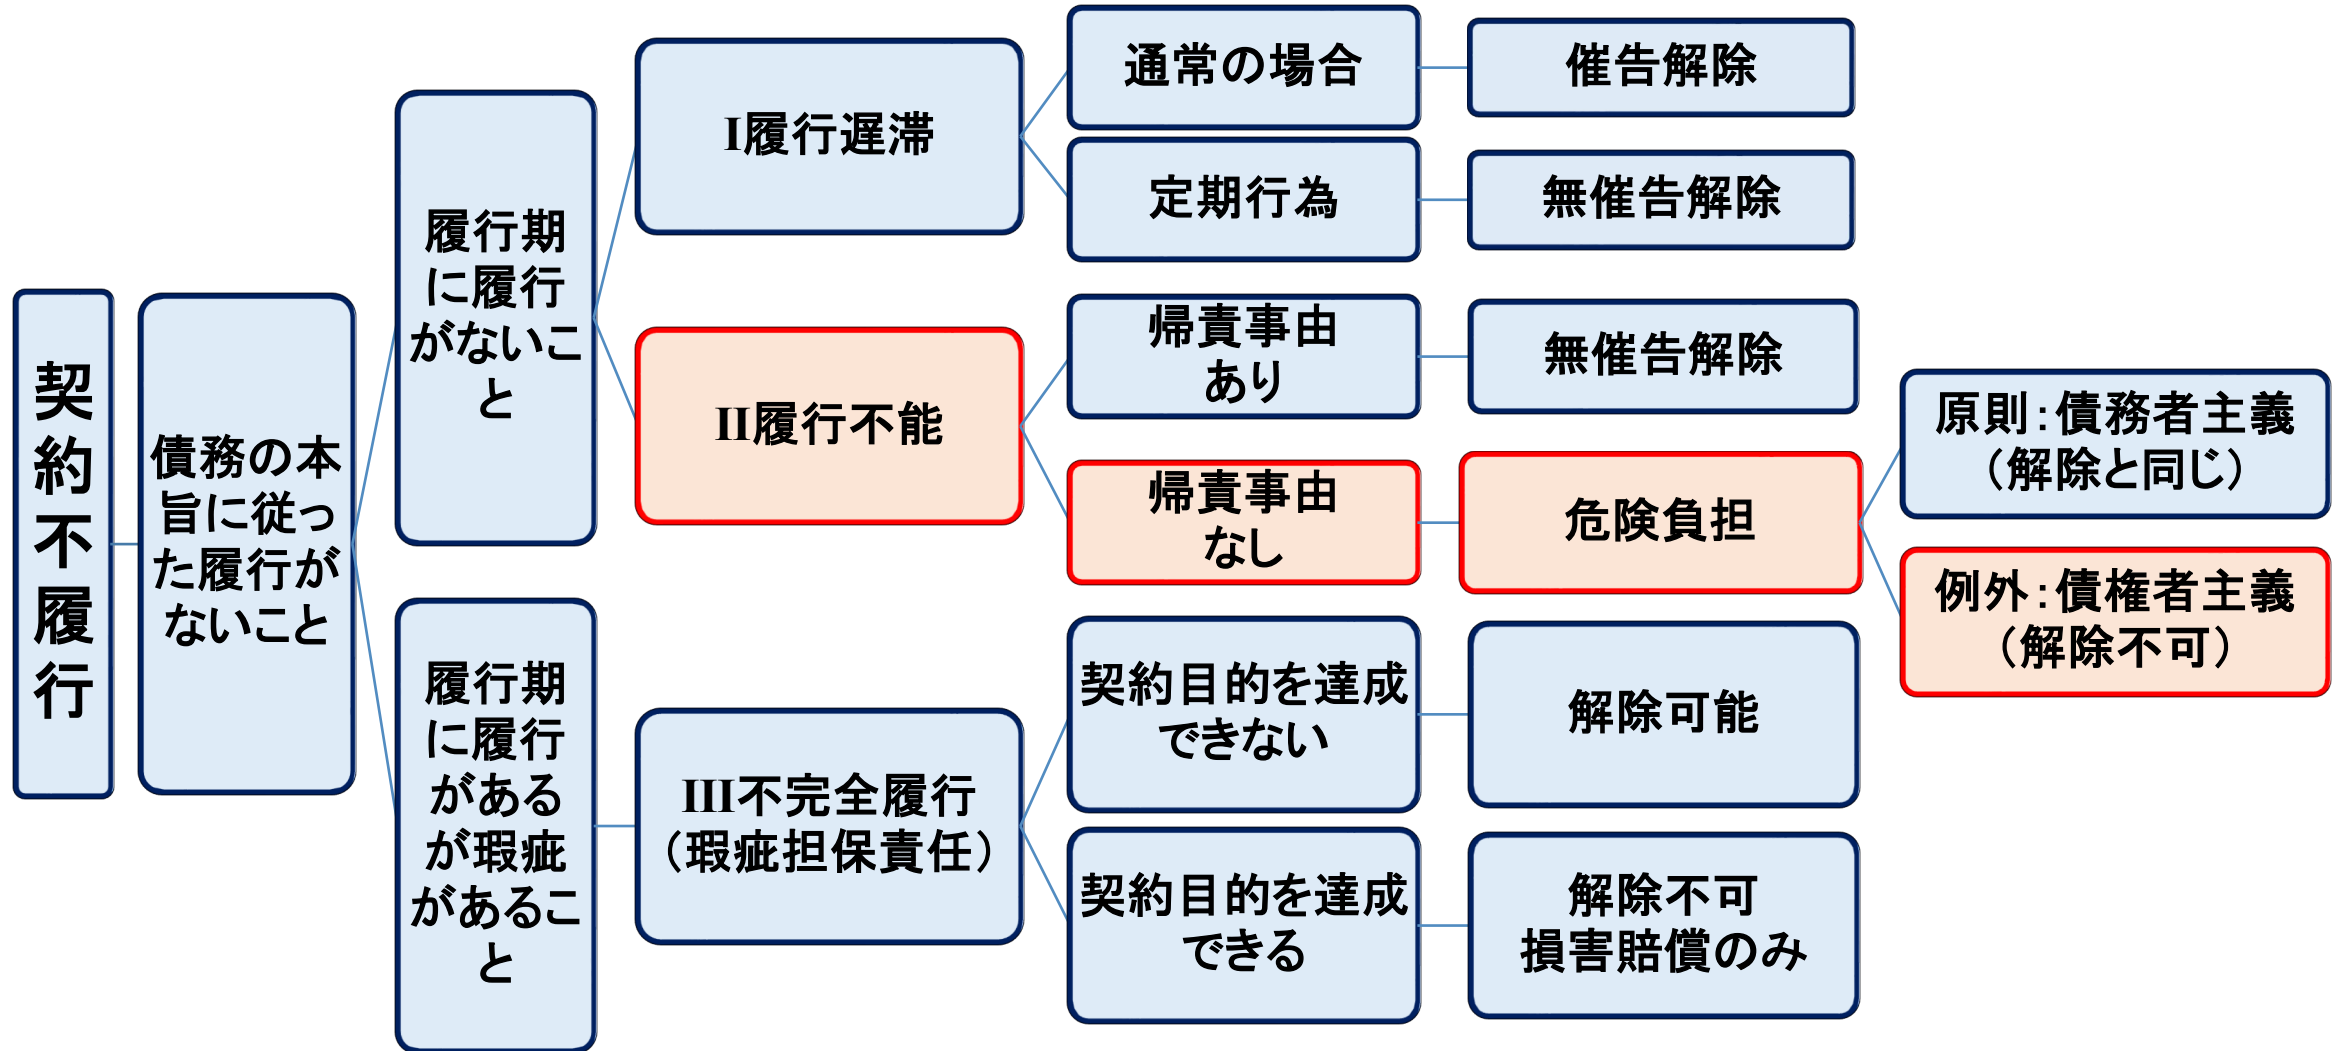 契
約
不
履
行
債務の本
旨に従っ
た履行が
ないこと
履行期
に履行
がないこ
と
I履行遅滞
通常の場合
催告解除
定期行為
無催告解除
II履行不能
帰責事由
あり
無催告解除
帰責事由
なし
危険負担
原則：債務者主義
（解除と同じ）
例外：債権者主義
（解除不可）
履行期
に履行
がある
が瑕疵
があるこ
と
III不完全履行
（瑕疵担保責任）
契約目的を達成
できない
解除可能
契約目的を達成
できる
解除不可
損害賠償のみ